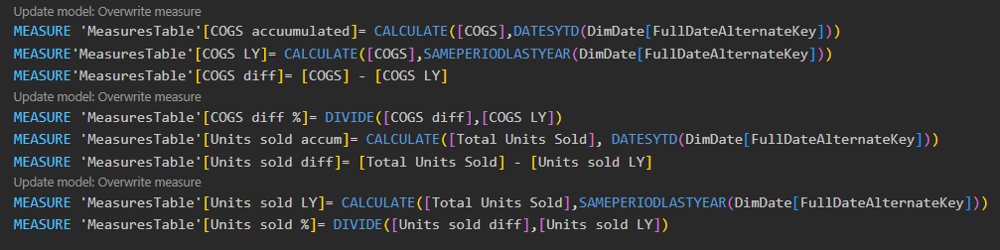 Update model: Overwrite measure
MEASURE 'MeasuresTable'[COGS accuumulated]= CALCULATE([COGS],DATESYTD(DimDate[FullDateAlternateKey]))
MEASURE'MeasuresTable'[COGS LY]= CALCULATE([COGS],SAMEPERIODLASTYEAR(DimDate[FullDateAlternateKey]))
MEASURE'MeasuresTable'[COGS diff]= [COGS] - [COGS LY]
Update model: Overwrite measure
MEASURE 'MeasuresTable'[COGS diff %]= DIVIDE([COGS diff],[COGS LY])
MEASURE 'MeasuresTable'[Units sold accum]= CALCULATE([Total Units Sold], DATESYTD(DimDate[FullDateAlternateKey]))
MEASURE 'MeasuresTable'[Units sold diff]= [Total Units Sold] - [Units sold LY]
Update model: Overwrite measure
MEASURE 'MeasuresTable'[Units sold LY]= CALCULATE([Total Units Sold],SAMEPERIODLASTYEAR(DimDate[FullDateAlternateKey]))
MEASURE 'MeasuresTable'[Units sold %]= DIVIDE([Units sold diff],[Units sold LY])